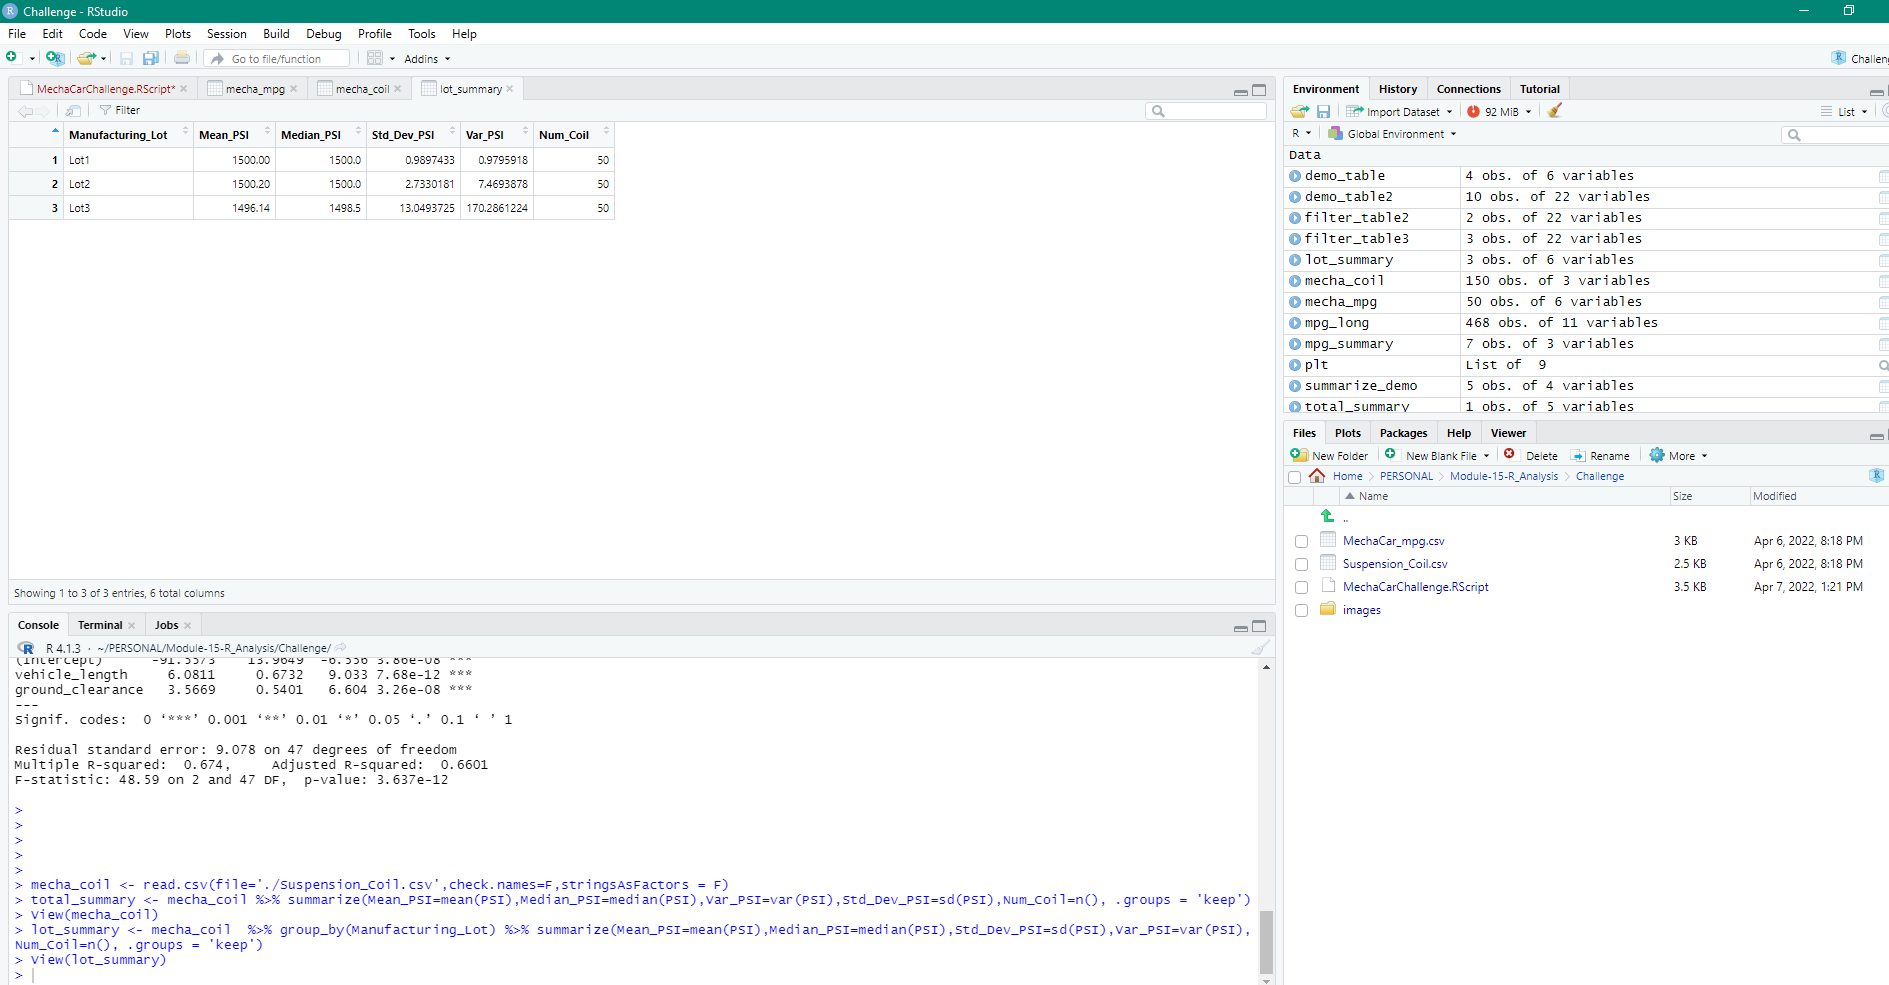 Challenge - RStudio
File Edit Code View Plots Session Build Debug Profile Tools Help
Go to file/function Addins
MechaCarChallenge.RScript* mecha_mpg mecha_coil lot_summary
Filter
Manufacturing_Lot Mean_PSI Median_PSI Std_Dev_PSI Var_PSI Num_Coil
1 Lot1 1500.00 1500.0 0.9897433 0.9795918 50
2 Lot2 1500.20 1500.0 2.7330181 7.4693878 50
3 Lot3 1496.14 1498.5 13.0493725 170.2861224 50
Showing 1 to 3 of 3 entries, 6 total columns
Console Terminal Jobs
R 4.1.3 · ~/PERSONAL/Module-15-R_Analysis/Challenge/
(Intercept) -91.5573 13.9649 -6.556 3.86e-08 ***
vehicle_length 6.0811 0.6732 9.033 7.68e-12 ***
ground_clearance 3.5669 0.5401 6.604 3.26e-08 ***
---
Signif. codes: 0 ‘***’ 0.001 ‘**’ 0.01 ‘*’ 0.05 ‘.’ 0.1 ‘ ’ 1
Residual standard error: 9.078 on 47 degrees of freedom
Multiple R-squared: 0.674, Adjusted R-squared: 0.6601
F-statistic: 48.59 on 2 and 47 DF, p-value: 3.637e-12
>
>
>
>
>
> mecha_coil <- read.csv(file='./Suspension_Coil.csv',check.names=F,stringsAsFactors = F)
> total_summary <- mecha_coil %>% summarize(Mean_PSI=mean(PSI),Median_PSI=median(PSI),Var_PSI=var(PSI),Std_Dev_PSI=sd(PSI),Num_Coil=n(), .groups = 'keep')
> View(mecha_coil)
> lot_summary <- mecha_coil %>% group_by(Manufacturing_Lot) %>% summarize(Mean_PSI=mean(PSI),Median_PSI=median(PSI),Std_Dev_PSI=sd(PSI),Var_PSI=var(PSI),
Num_Coil=n(), .groups = 'keep')
> View(lot_summary)
>
Challeng
Environment History Connections Tutorial
Import Dataset 92 MiB List
R Global Environment
Data
demo_table 4 obs. of 6 variables
demo_table2 10 obs. of 22 variables
filter_table2 2 obs. of 22 variables
filter_table3 3 obs. of 22 variables
lot_summary 3 obs. of 6 variables
mecha_coil 150 obs. of 3 variables
mecha_mpg 50 obs. of 6 variables
mpg_long 468 obs. of 11 variables
mpg_summary 7 obs. of 3 variables
plt List of 9
summarize_demo 5 obs. of 4 variables
total_summary 1 obs. of 5 variables
Files Plots Packages Help Viewer
New Folder New Blank File Delete Rename More
Home PERSONAL Module-15-R_Analysis Challenge
Name Size Modified
..
MechaCar_mpg.csv 3 KB Apr 6, 2022, 8:18 PM
Suspension_Coil.csv 2.5 KB Apr 6, 2022, 8:18 PM
MechaCarChallenge.RScript 3.5 KB Apr 7, 2022, 1:21 PM
images